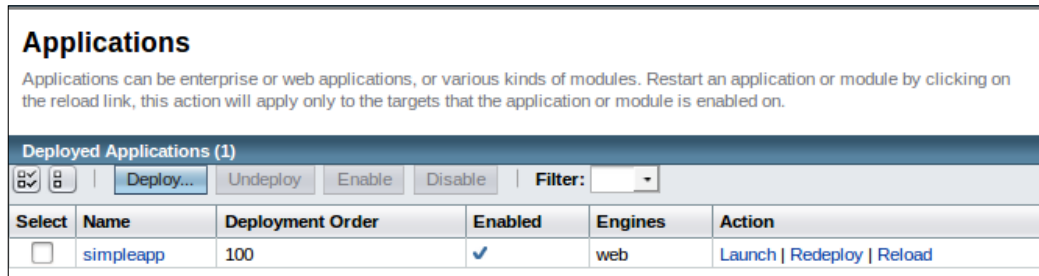 Applications
Applications can be enterprise or web applications, or various kinds of modules. Restart an application or module by clicking on
the reload link, this action will apply only to the targets that the application or module is enabled on.
Deployed Applications (1)
Deploy... Undeploy Enable Disable Filter:
Select Name Deployment Order Enabled Engines Action
simpleapp 100 web Launch | Redeploy | Reload